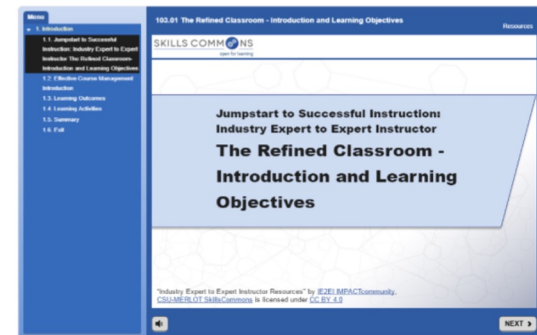 Menu
1. Introduction
1.1. Jumpstart to Successful
Instruction: Industry Expert to Expert
Instructor The Refined Classroom-
Introduction and Learning Objectives
1.2. Effective Course Management
Introduction
1.3. Learning Outcomes
1.4. Learning Activities
1.5. Summary
1.6. Exit
103.01 The Refined Classroom - Introduction and Learning Objectives
Resources
SKILLS COMMONS
open for learning
Jumpstart to Successful Instruction:
Industry Expert to Expert Instructor
The Refined Classroom -
Introduction and Learning
Objectives
"Industry Expert to Expert Instructor Resources" by IE2EI IMPACTcommunity,
CSU-MERLOT SkillsCommons is licensed under CC BY 4.0
NEXT >